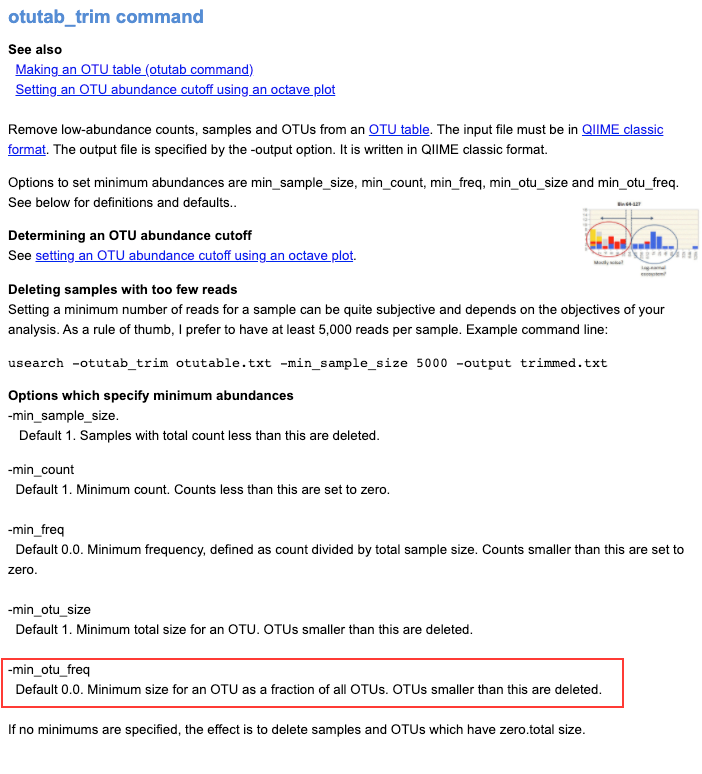 otutab_trim command
See also
Making an OTU table (otutab command)
Setting an OTU abundance cutoff using an octave plot
Remove low-abundance counts, samples and OTUs from an OTU table. The input file must be in QIIME classic
format. The output file is specified by the -output option. It is written in QIIME classic format.
Options to set minimum abundances are min_sample_size, min_count, min_freq, min_otu_size and min_otu_freq.
See below for definitions and defaults..
Determining an OTU abundance cutoff
See setting an OTU abundance cutoff using an octave plot.
Deleting samples with too few reads
Setting a minimum number of reads for a sample can be quite subjective and depends on the objectives of your
analysis. As a rule of thumb, I prefer to have at least 5,000 reads per sample. Example command line:
usearch -otutab_trim otutable.txt -min_sample_size 5000 -output trimmed.txt
Options which specify minimum abundances
-min_sample_size.
Default 1. Samples with total count less than this are deleted.
-min_count
Default 1. Minimum count. Counts less than this are set to zero.
-min_freq
Default 0.0. Minimum frequency, defined as count divided by total sample size. Counts smaller than this are set to
zero.
-min_otu_size
Default 1. Minimum total size for an OTU. OTUs smaller than this are deleted.
-min_otu_freq
Default 0.0. Minimum size for an OTU as a fraction of all OTUs. OTUs smaller than this are deleted.
If no minimums are specified, the effect is to delete samples and OTUs which have zero.total size.